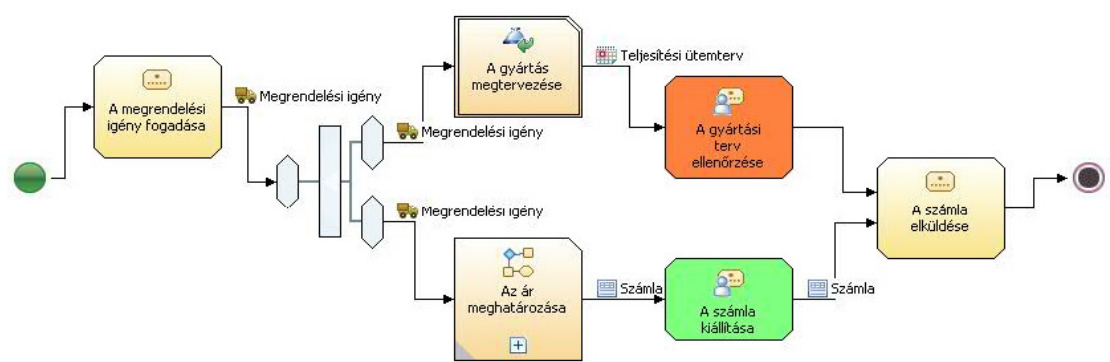 A megrendelési
igény fogadása
Megrendelési igény
A gyártás
megtervezése
Megrendelési igény
Teljesítési ütemterv
A gyártási
terv
ellenőrzése
Megrendelési igény
Az ár
meghatározása
Számla
A számla
kiállítása
Számla
A számla
elküldése